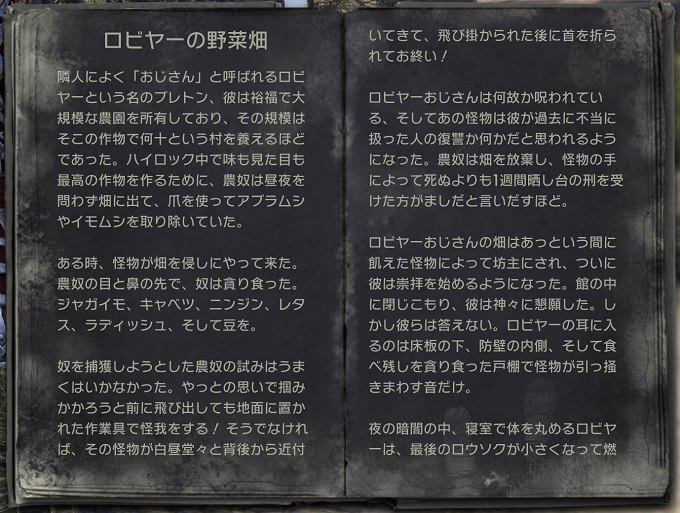 ロビヤーの野菜畑
隣人によく「おじさん」と呼ばれるロビ
ヤーという名のブレトン、彼は裕福で大
規模な農園を所有しており、その規模は
そこの作物で何十という村を養えるほど
であった。ハイロック中で味も見た目も
最高の作物を作るために、農奴は昼夜を
問わず畑に出て、爪を使ってアブラムシ
やイモムシを取り除いていた。
ある時、怪物が畑を侵しにやって来た。
農奴の目と鼻の先で、奴は貪り食った。
ジャガイモ、キャベツ、ニンジン、レタ
ス、ラディッシュ、そして豆を。
奴を捕獲しようとした農奴の試みはうま
くはいかなかった。やっとの思いで掴み
かかろうと前に飛び出しても地面に置か
れた作業具で怪我をする！ そうでなけれ
ば、その怪物が白昼堂々と背後から近付
いてきて、飛び掛かられた後に首を折ら
れてお終い！
ロビヤーおじさんは何故か呪われてい
る、そしてあの怪物は彼が過去に不当に
扱った人の復讐か何かだと思われるよう
になった。農奴は畑を放棄し、怪物の手
によって死ぬよりも1週間晒し台の刑を受
けた方がましだと言いだすほど。
ロビヤーおじさんの畑はあっという間に
飢えた怪物によって坊主にされ、ついに
彼は崇拝を始めるようになった。館の中
に閉じこもり、彼は神々に懇願した。し
かし彼らは答えない。ロビヤーの耳に入
るのは床板の下、防壁の内側、そして食
べ残しを貪り食った戸棚で怪物が引っ掻
きまわす音だけ。
夜の暗闇の中、寝室で体を丸めるロビヤ
ーは、最後のロウソクが小さくなって燃